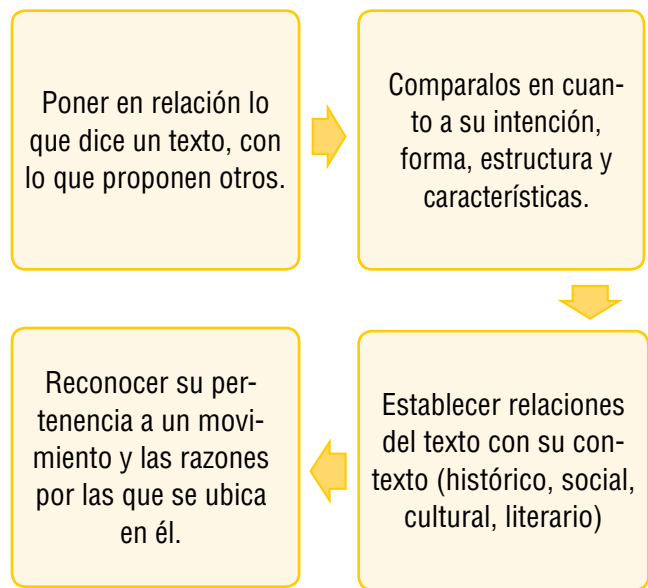 Poner en relación lo
que dice un texto, con
lo que proponen otros.
Comparalos en cuan-
to a su intención,
forma, estructura y
características.
Establecer relaciones
del texto con su con-
texto (histórico, social,
cultural, literario)
Reconocer su per-
tenencia a un movi-
miento y las razones
por las que se ubica
en él.